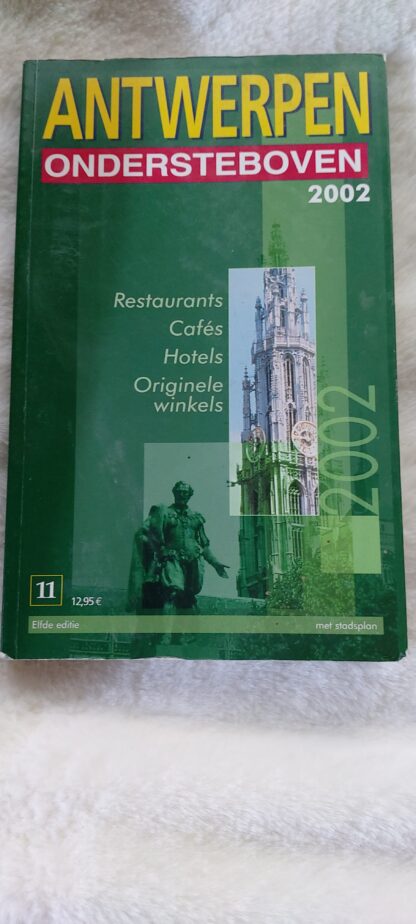 ANTWERPEN
ONDERSTEBOVEN
2002
Restaurants
Cafés
Hotels
Originele
winkels
2002
11
12,95 €
Elfde editie
met stadsplan